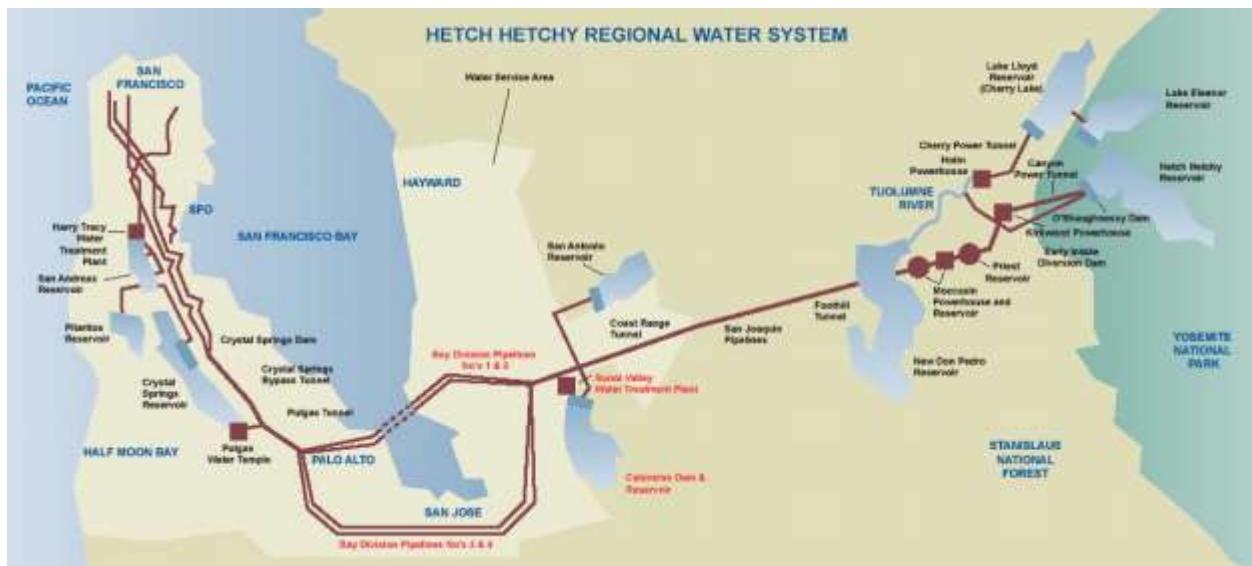 HETCH HETCHY REGIONAL WATER SYSTEM
SAN
FRANCISCO
PACIFIC
OCEAN
Water Service Area
Lake Lloyd
Reservoir
(Cherry Lake)
Lake Eleanor
Reservoir
Cherry Power Tunnel
Holm
Powerhouse
Canyon
Power Tunnel
Hetch Hetchy
Reservoir
HAYWARD
TUOLUMNE
RIVER
SFO
O'Shaughnessy Dam
Kirkwood Powerhouse
Harry Tracy
Water
Treatment
Plant
SAN FRANCISCO BAY
San Antonio
Reservoir
Early Intake
Diversion Dam
Priest
Reservoir
San Andreas
Reservoir
Moccasin
Powerhouse and
Reservoir
Foothill
Tunnel
Pilarcitos
Reservoir
Coast Range
Tunnel
San Joaquin
Pipelines
Crystal Springs Dam
YOSEMITE
NATIONAL
PARK
Bay Division Pipelines
No's 1 & 2
New Don Pedro
Reservoir
Crystal Springs
Bypass Tunnel
Sunol Valley
Water Treatment Plant
Crystal
Springs
Reservoir
Pulgas Tunnel
HALF MOON BAY
Pulgas
Water Temple
PALO ALTO
STANISLAUS
NATIONAL
FOREST
Calaveras Dam &
Reservoir
SAN JOSE
Bay Division Pipelines No's 3 & 4